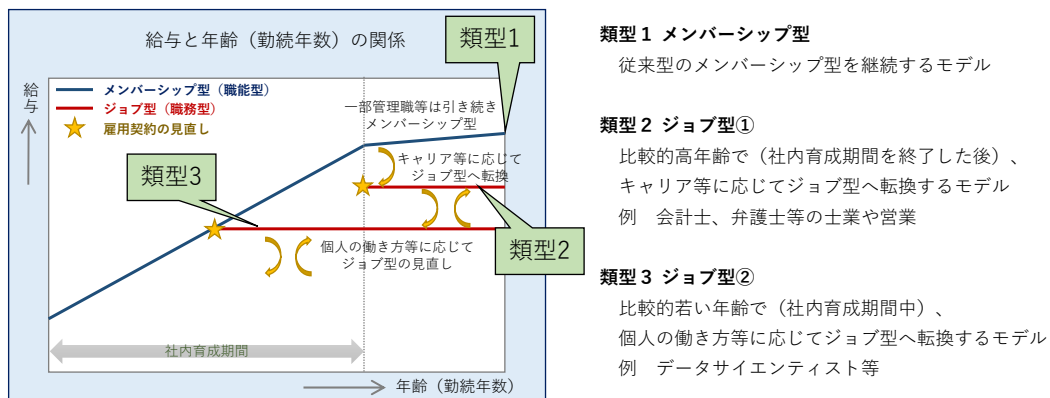 給与と年齢（勤続年数）の関係
類型1
給与
メンバーシップ型（職能型）
ジョブ型（職務型）
雇用契約の見直し
一部管理職等は引き続き
メンバーシップ型
キャリア等に応じて
ジョブ型へ転換
類型3
類型2
個人の働き方等に応じて
ジョブ型の見直し
社内育成期間
年齢（勤続年数）
類型１ メンバーシップ型
従来型のメンバーシップ型を継続するモデル
類型２ ジョブ型①
比較的高年齢で（社内育成期間を終了した後）、
キャリア等に応じてジョブ型へ転換するモデル
例　会計士、弁護士等の士業や営業
類型３ ジョブ型②
比較的若い年齢で（社内育成期間中）、
個人の働き方等に応じてジョブ型へ転換するモデル
例　データサイエンティスト等